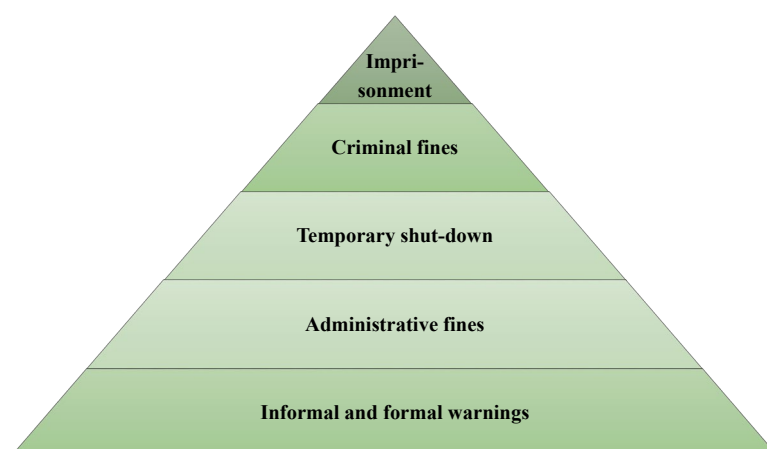 Impri-
sonment
Criminal fines
Temporary shut-down
Administrative fines
Informal and formal warnings